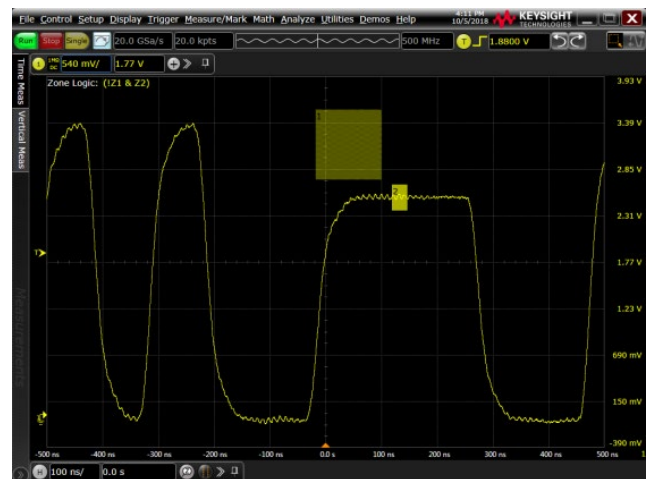 File Control Setup Display Trigger Measure/Mark Math Analyze Utilities Demos Help
4:11 PM
10/5/2018
KEYSIGHT
TECHNOLOGIES
Run Stop Single 20.0 GSa/s 20.0 kpts 500 MHz T 1.8800 V
1 1MΩ DC 540 mV/ 1.77 V
Time Meas
Vertical Meas
Measurements
Zone Logic: (!Z1 & Z2)
3.93 V
1
3.39 V
2.85 V
2
2.31 V
T
1.77 V
1.23 V
690 mV
150 mV
-390 mV
-500 ns -400 ns -300 ns -200 ns -100 ns 0.0 s 100 ns 200 ns 300 ns 400 ns 500 ns 1
H 100 ns/ 0.0 s